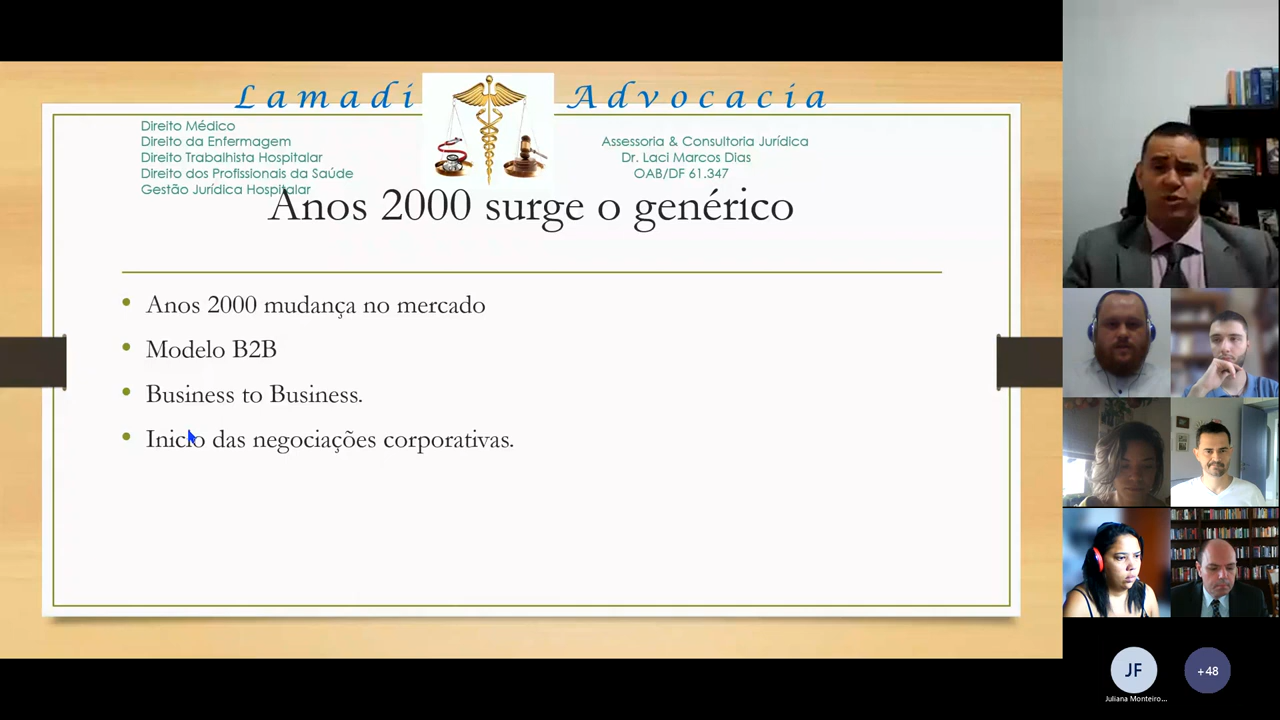 Lamadi Advocacia
Direito Médico
Direito da Enfermagem
Direito Trabalhista Hospitalar
Direito dos Profissionais da Saúde
Gestão Jurídica Hospitalar
Assessoria & Consultoria Jurídica
Dr. Laci Marcos Dias
OAB/DF 61.347
Anos 2000 surge o genérico
Anos 2000 mudança no mercado
Modelo B2B
Business to Business.
Inicio das negociações corporativas.
JF
Juliana Monteiro...
+48